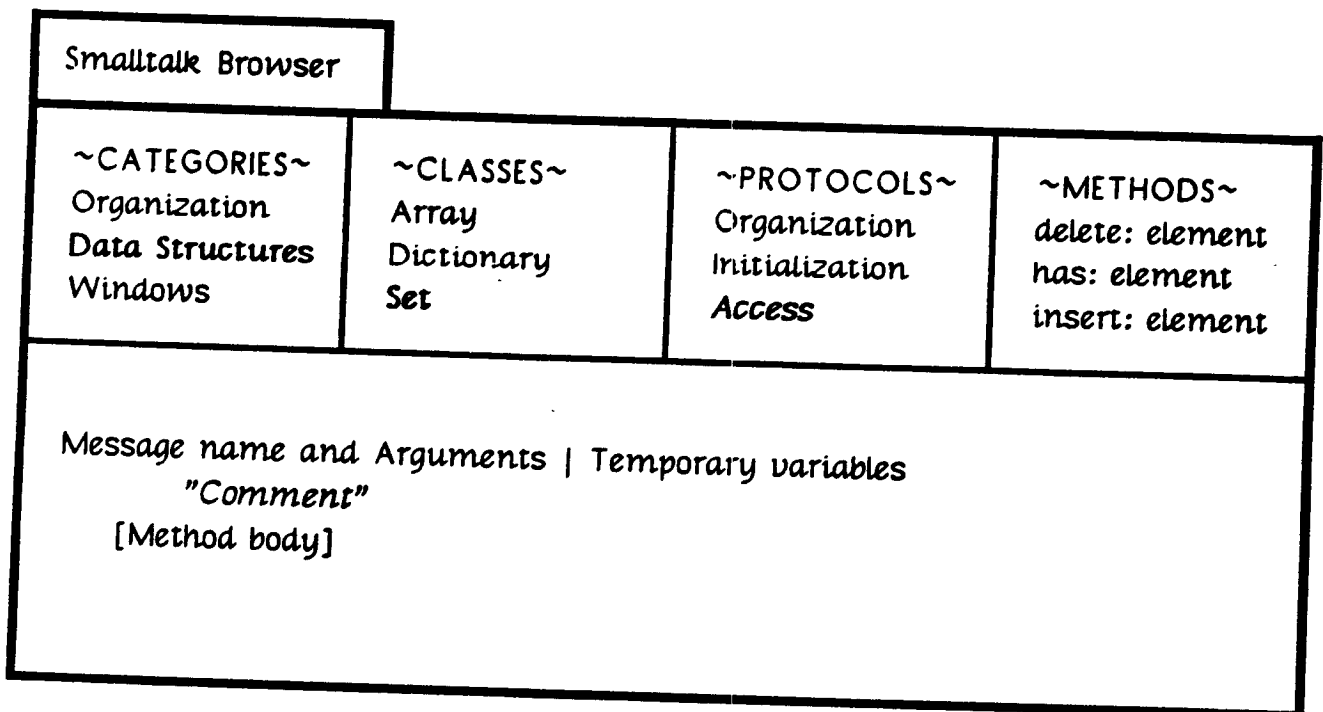 Smalltalk Browser
~CATEGORIES~
Organization
Data Structures
Windows
~CLASSES~
Array
Dictionary
Set
~PROTOCOLS~
Organization
Initialization
Access
~METHODS~
delete: element
has: element
insert: element
Message name and Arguments | Temporary variables
"Comment"
[Method body]